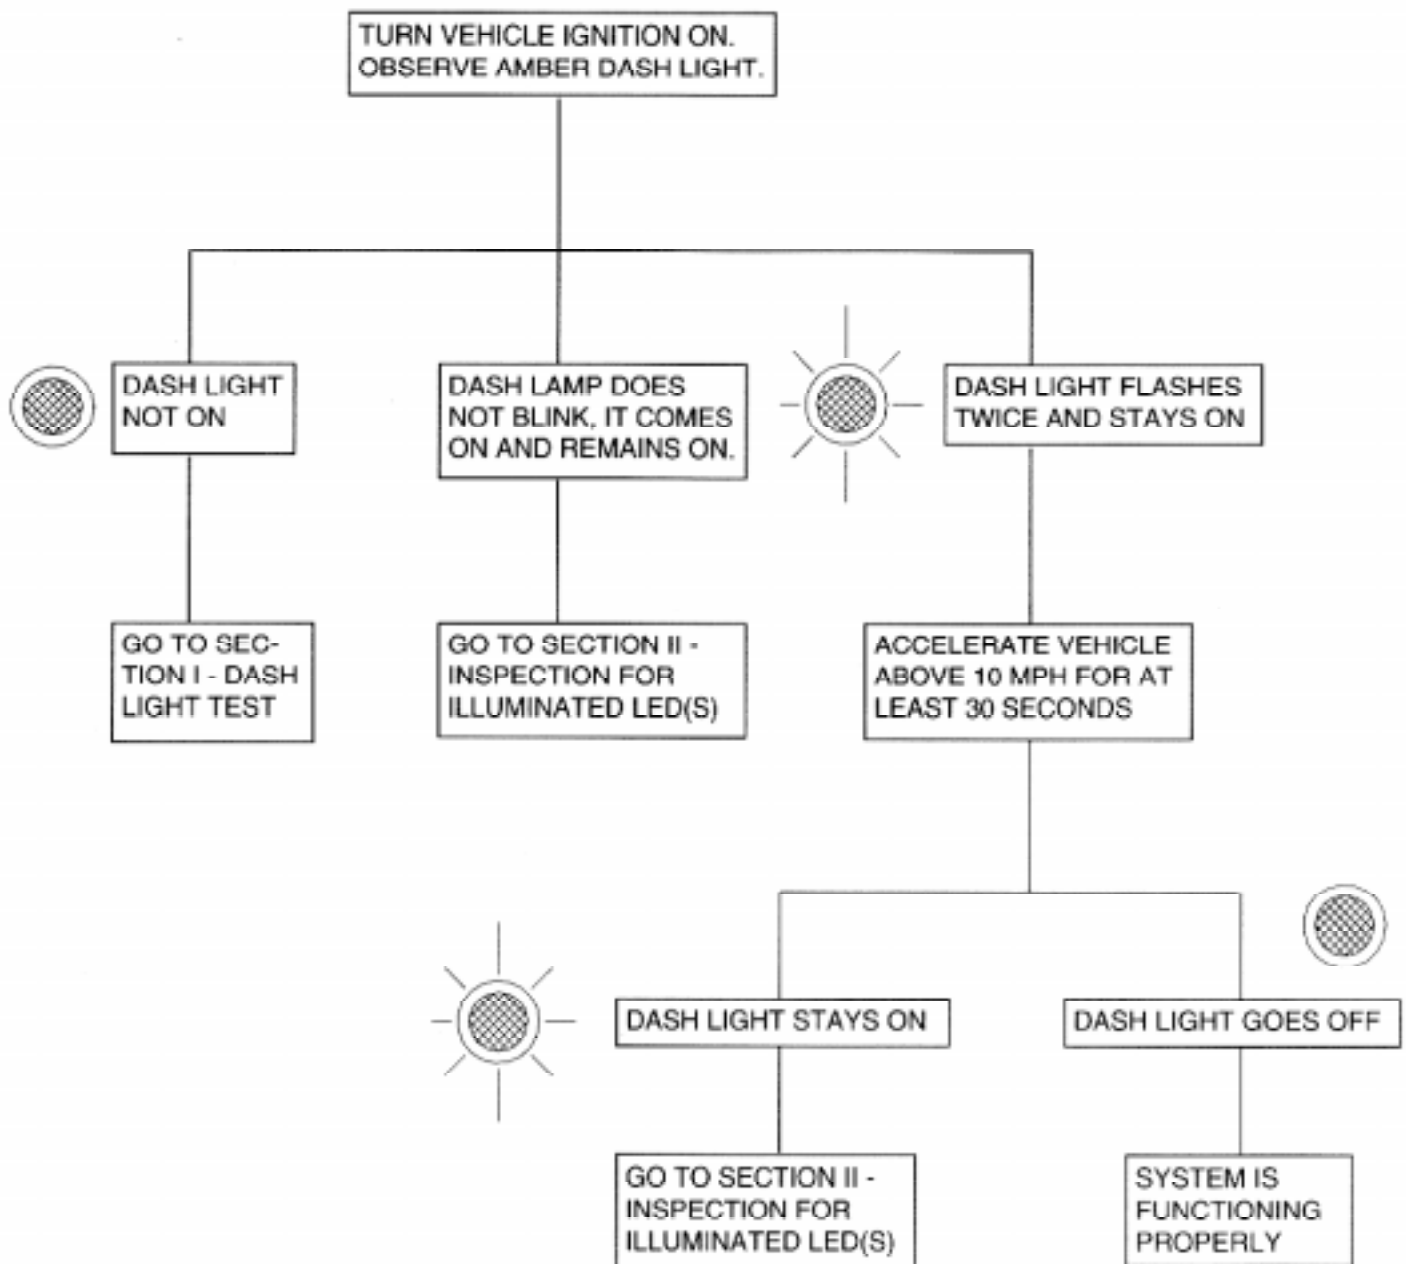 TURN VEHICLE IGNITION ON.
OBSERVE AMBER DASH LIGHT.
DASH LIGHT
NOT ON
DASH LAMP DOES
NOT BLINK, IT COMES
ON AND REMAINS ON.
DASH LIGHT FLASHES
TWICE AND STAYS ON
GO TO SEC-
TION I - DASH
LIGHT TEST
GO TO SECTION II -
INSPECTION FOR
ILLUMINATED LED(S)
ACCELERATE VEHICLE
ABOVE 10 MPH FOR AT
LEAST 30 SECONDS
DASH LIGHT STAYS ON
DASH LIGHT GOES OFF
GO TO SECTION II -
INSPECTION FOR
ILLUMINATED LED(S)
SYSTEM IS
FUNCTIONING
PROPERLY